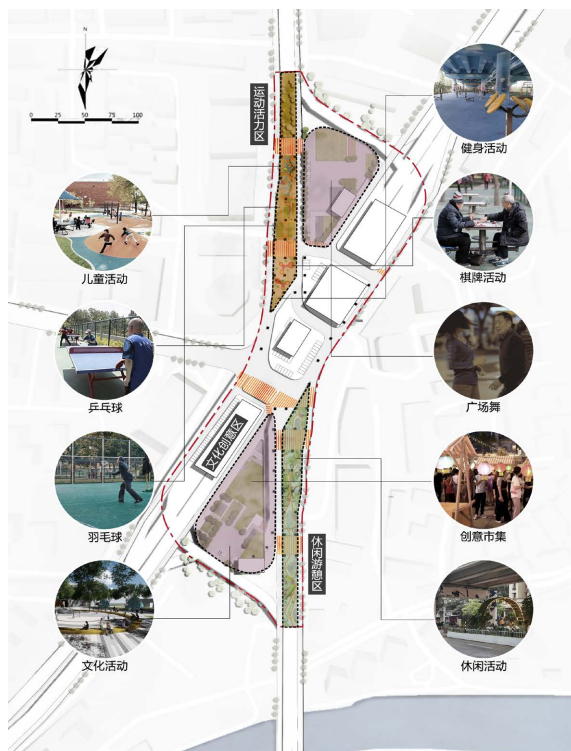 N
0 25 50 75 100
运动活力区
健身活动
儿童活动
棋牌活动
乒乓球
广场舞
文化创意区
羽毛球
创意市集
休闲游憩区
文化活动
休闲活动